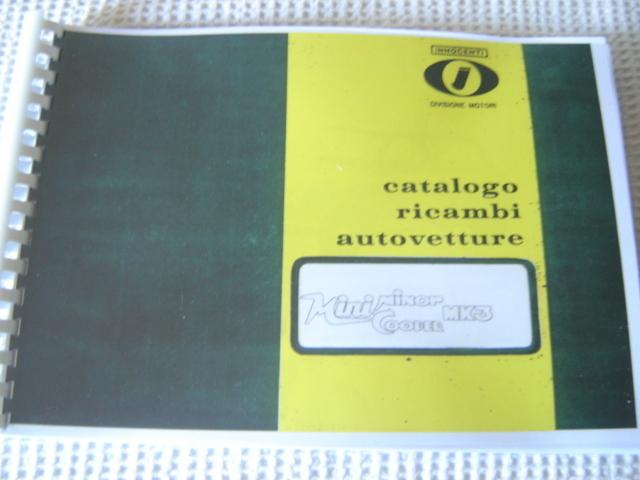 INNOCENTI
DIVISIONE MOTORI
catalogo
ricambi
autovetture
Mini MINOR MK3
COOPER